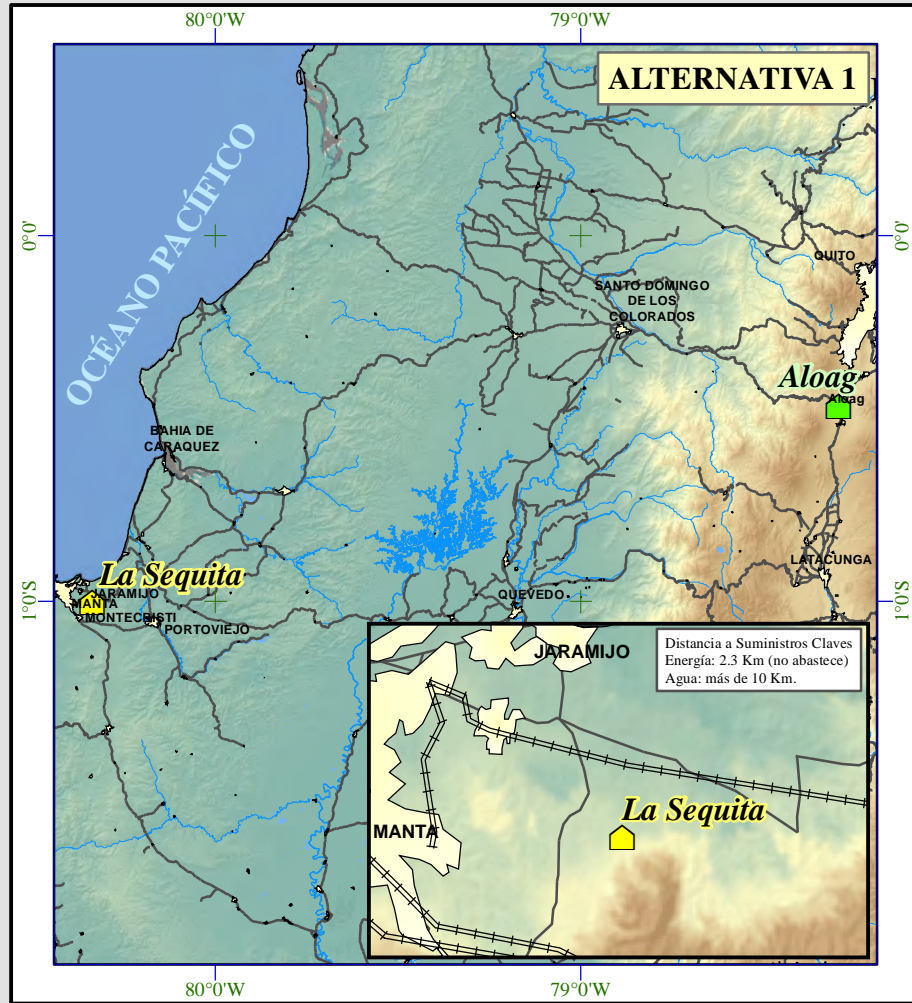 80°0'W
79°0'W
ALTERNATIVA 1
OCÉANO PACÍFICO
0°0'
0°0'
QUITO
SANTO DOMINGO
DE LOS
COLORADOS
Aloag
Aloag
BAHIA DE
CARAQUEZ
LATACUNGA
La Sequita
JARAMIJO
MANTA
MONTECRISTI
PORTOVIEJO
QUEVEDO
1°0'S
1°0'S
JARAMIJO
Distancia a Suministros Claves
Energía: 2.3 Km (no abastece)
Agua: más de 10 Km.
La Sequita
MANTA
80°0'W
79°0'W